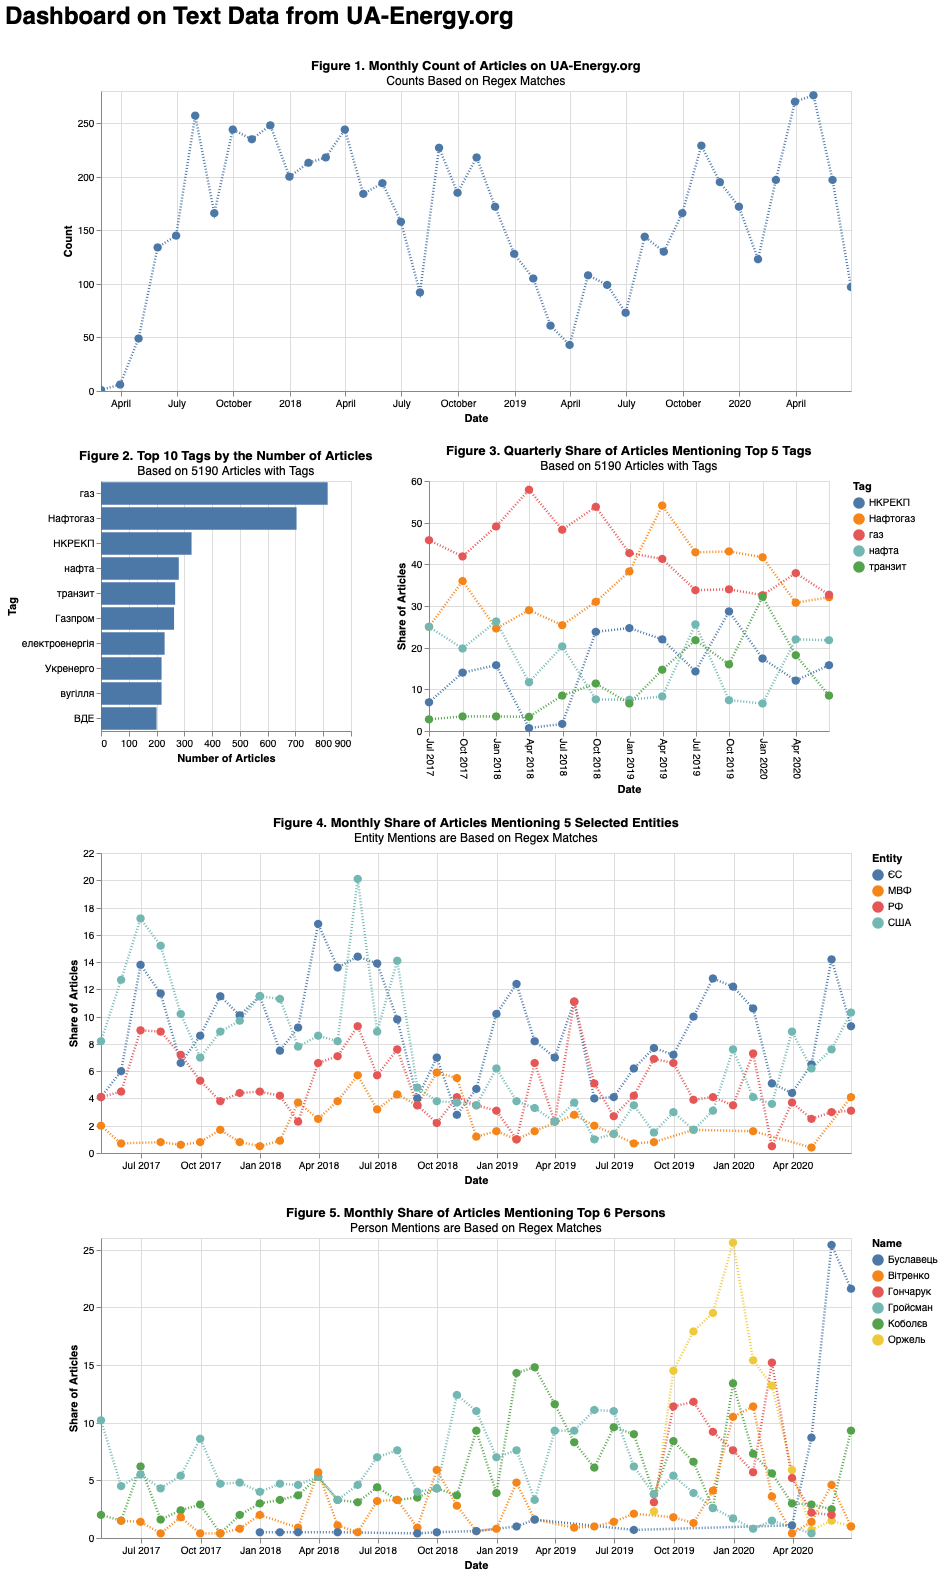 Dashboard on Text Data from UA-Energy.org
Figure 1. Monthly Count of Articles on UA-Energy.org
Counts Based on Regex Matches
250
200
150
100
50
0
Count
April July October 2018 April July October 2019 April July October 2020 April
Date
Figure 2. Top 10 Tags by the Number of Articles
Based on 5190 Articles with Tags
Tag
газ
Нафтогаз
НКРЕКП
нафта
транзит
Газпром
електроенергія
Укренерго
вугілля
ВДЕ
0 100 200 300 400 500 600 700 800 900
Number of Articles
Figure 3. Quarterly Share of Articles Mentioning Top 5 Tags
Based on 5190 Articles with Tags
60
50
40
30
20
10
0
Share of Articles
Jul 2017 Oct 2017 Jan 2018 Apr 2018 Jul 2018 Oct 2018 Jan 2019 Apr 2019 Jul 2019 Oct 2019 Jan 2020 Apr 2020
Date
Tag
НКРЕКП
Нафтогаз
газ
нафта
транзит
Figure 4. Monthly Share of Articles Mentioning 5 Selected Entities
Entity Mentions are Based on Regex Matches
22
20
18
16
14
12
10
8
6
4
2
0
Share of Articles
Jul 2017 Oct 2017 Jan 2018 Apr 2018 Jul 2018 Oct 2018 Jan 2019 Apr 2019 Jul 2019 Oct 2019 Jan 2020 Apr 2020
Date
Entity
ЄС
МВФ
РФ
США
Figure 5. Monthly Share of Articles Mentioning Top 6 Persons
Person Mentions are Based on Regex Matches
25
20
15
10
5
0
Share of Articles
Jul 2017 Oct 2017 Jan 2018 Apr 2018 Jul 2018 Oct 2018 Jan 2019 Apr 2019 Jul 2019 Oct 2019 Jan 2020 Apr 2020
Date
Name
Буславець
Вітренко
Гончарук
Гройсман
Коболєв
Оржель